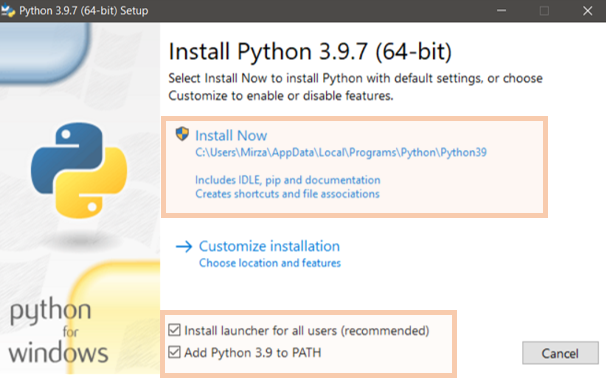 Python 3.9.7 (64-bit) Setup
Install Python 3.9.7 (64-bit)
Select Install Now to install Python with default settings, or choose
Customize to enable or disable features.
Install Now
C:\Users\Mirza\AppData\Local\Programs\Python\Python39
Includes IDLE, pip and documentation
Creates shortcuts and file associations
Customize installation
Choose location and features
python
for
windows
Install launcher for all users (recommended)
Add Python 3.9 to PATH
Cancel